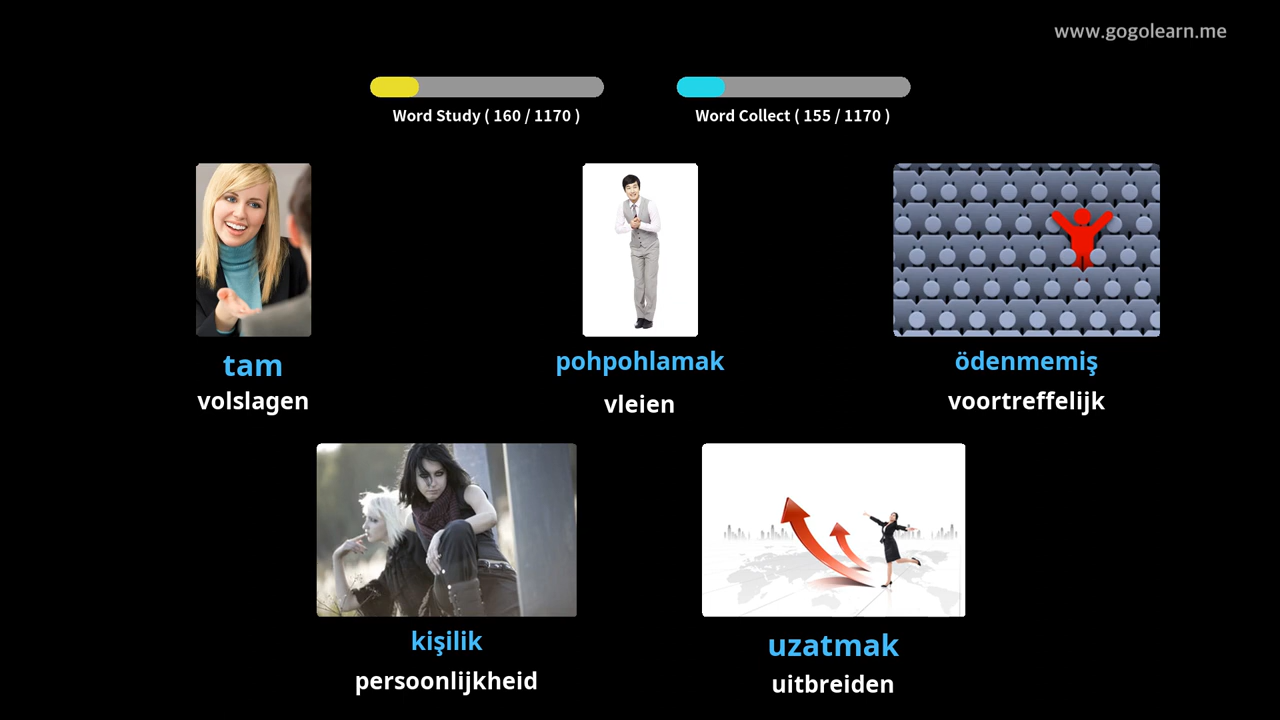 www.gogolearn.me
Word Study ( 160 / 1170 )
Word Collect ( 155 / 1170 )
tam
volslagen
pohpohlamak
vleien
ödenmemiş
voortreffelijk
kişilik
persoonlijkheid
uzatmak
uitbreiden